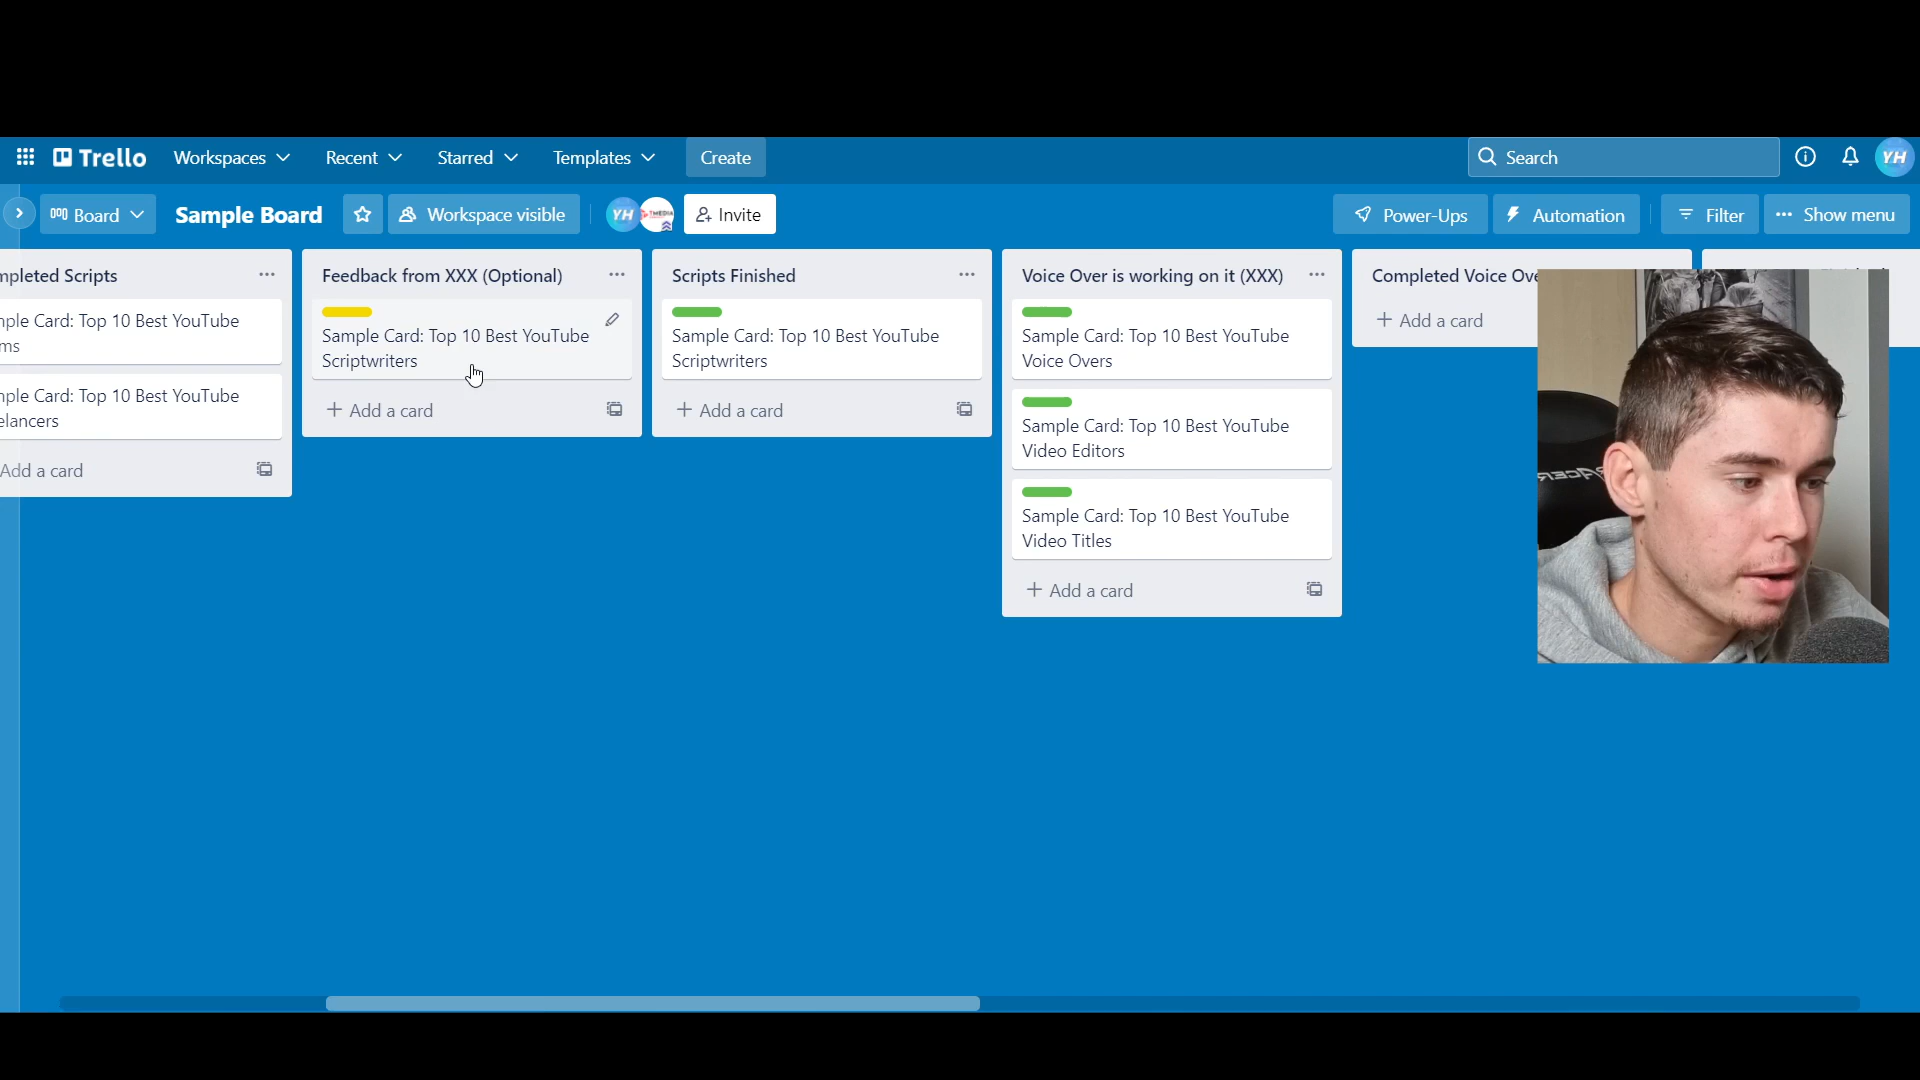 Trello
Workspaces
Recent
Starred
Templates
Create
Search
YH
Board
Sample Board
Workspace visible
YH
TMEDIA
Invite
Power-Ups
Automation
Filter
Show menu
mpleted Scripts
Feedback from XXX (Optional)
Scripts Finished
Voice Over is working on it (XXX)
Completed Voice Ove
mple Card: Top 10 Best YouTube
ms
mple Card: Top 10 Best YouTube
elancers
Add a card
Sample Card: Top 10 Best YouTube
Scriptwriters
Add a card
Sample Card: Top 10 Best YouTube
Scriptwriters
Add a card
Sample Card: Top 10 Best YouTube
Voice Overs
Sample Card: Top 10 Best YouTube
Video Editors
Sample Card: Top 10 Best YouTube
Video Titles
Add a card
Add a card